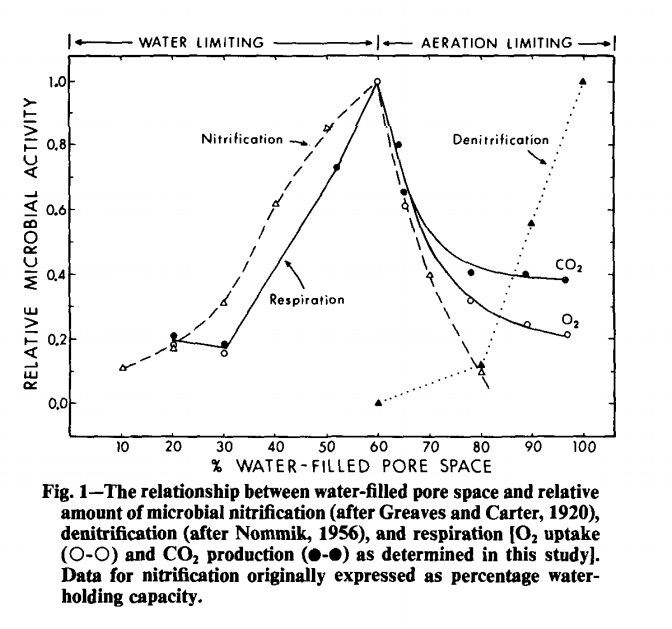 WATER LIMITING AERATION LIMITING
1.0
0.8
0.6
0.4
0.2
0.0
RELATIVE MICROBIAL ACTIVITY
Nitrification
Denitrification
Respiration
CO₂
O₂
10 20 30 40 50 60 70 80 90 100
% WATER-FILLED PORE SPACE
Fig. 1—The relationship between water-filled pore space and relative
amount of microbial nitrification (after Greaves and Carter, 1920),
denitrification (after Nommik, 1956), and respiration [O₂ uptake
(○-○) and CO₂ production (●-●) as determined in this study].
Data for nitrification originally expressed as percentage water-
holding capacity.